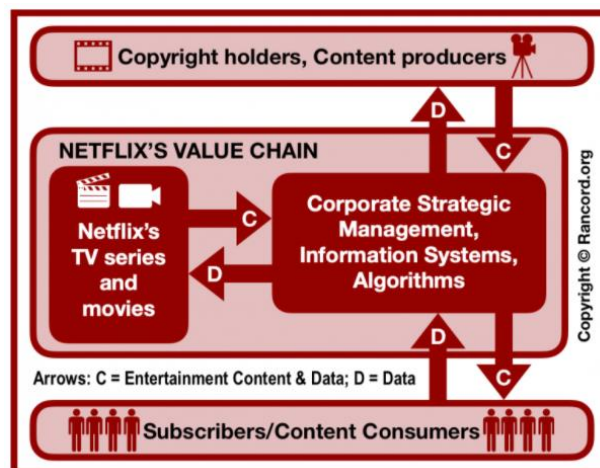 Copyright holders, Content producers
D
C
NETFLIX'S VALUE CHAIN
Netflix's
TV series
and
movies
C
D
Corporate Strategic
Management,
Information Systems,
Algorithms
D
C
Arrows: C = Entertainment Content & Data; D = Data
Subscribers/Content Consumers
Copyright © Rancord.org